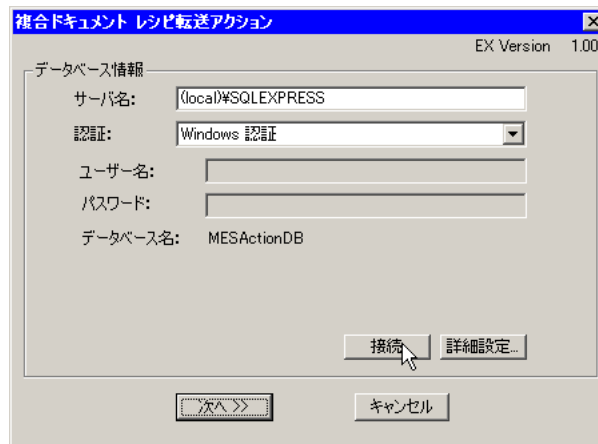 複合ドキュメント レシピ転送アクション
EX Version 1.00
データベース情報
サーバ名: (local)¥SQLEXPRESS
認証: Windows 認証
ユーザー名:
パスワード:
データベース名: MESActionDB
接続 詳細設定...
次へ >> キャンセル